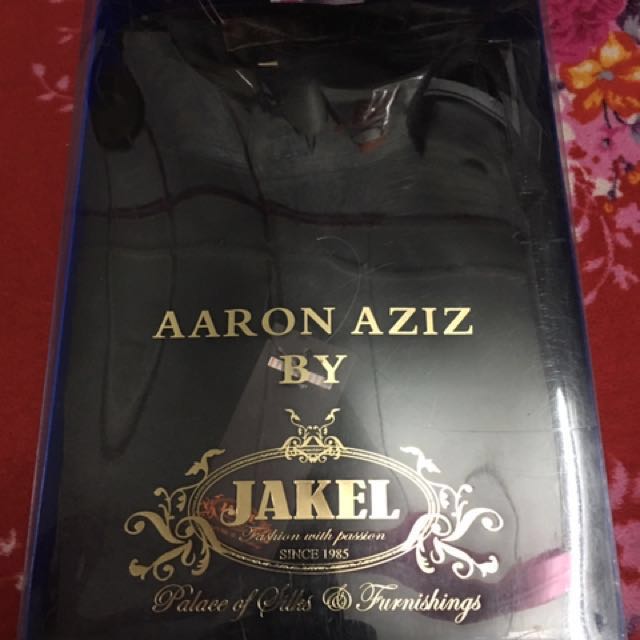 AARON AZIZ
BY
JAKEL
Fashion with passion
SINCE 1985
Palace of Silks & Furnishings